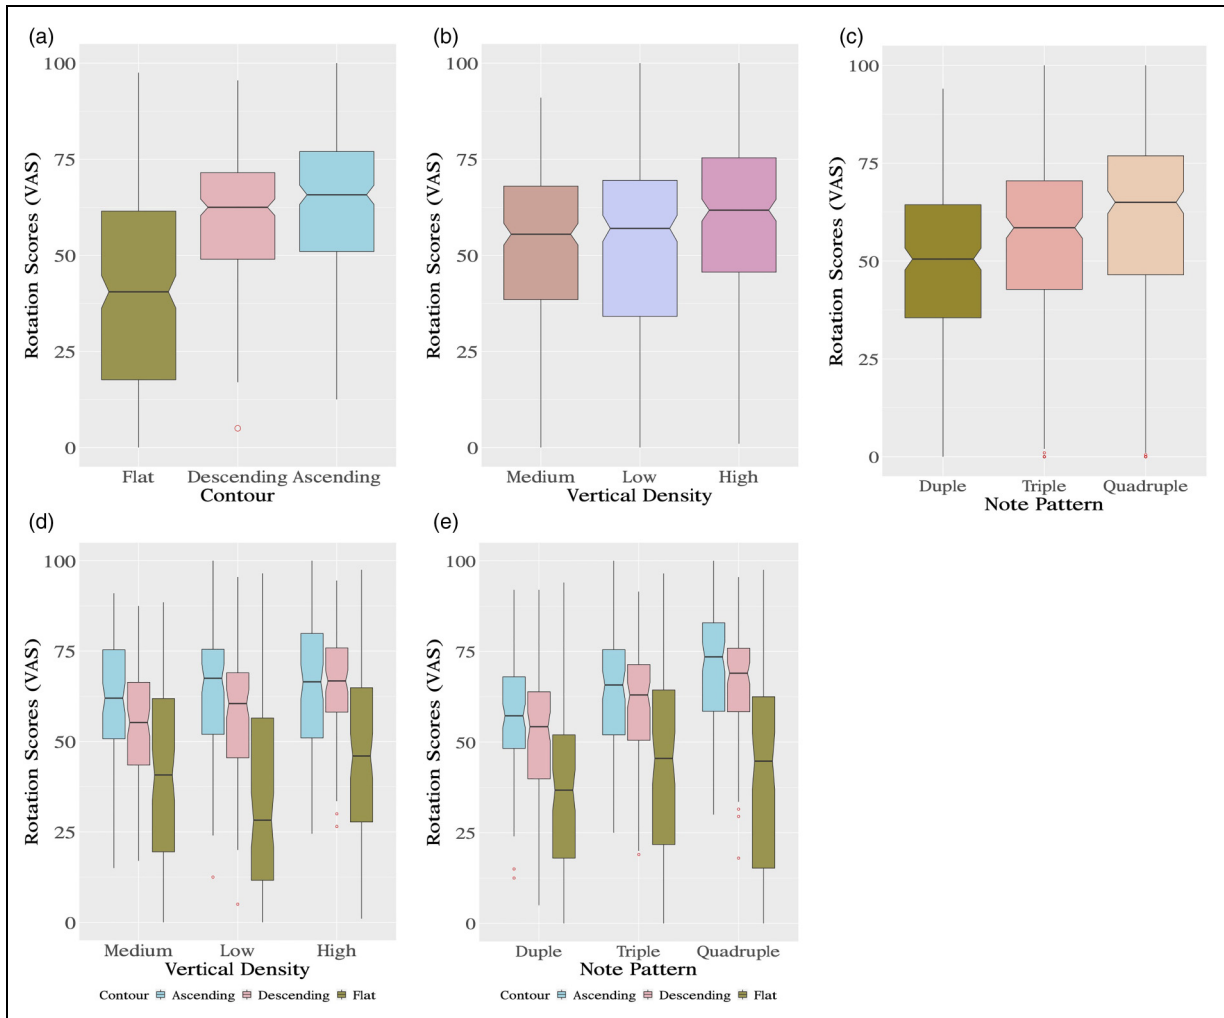 (a)
100
75
50
25
0
Rotation Scores (VAS)
Flat Descending Ascending
Contour
(b)
100
75
50
25
0
Rotation Scores (VAS)
Medium Low High
Vertical Density
(c)
100
75
50
25
0
Rotation Scores (VAS)
Duple Triple Quadruple
Note Pattern
(d)
100
75
50
25
0
Rotation Scores (VAS)
Medium Low High
Vertical Density
Contour Ascending Descending Flat
(e)
100
75
50
25
0
Rotation Scores (VAS)
Duple Triple Quadruple
Note Pattern
Contour Ascending Descending Flat